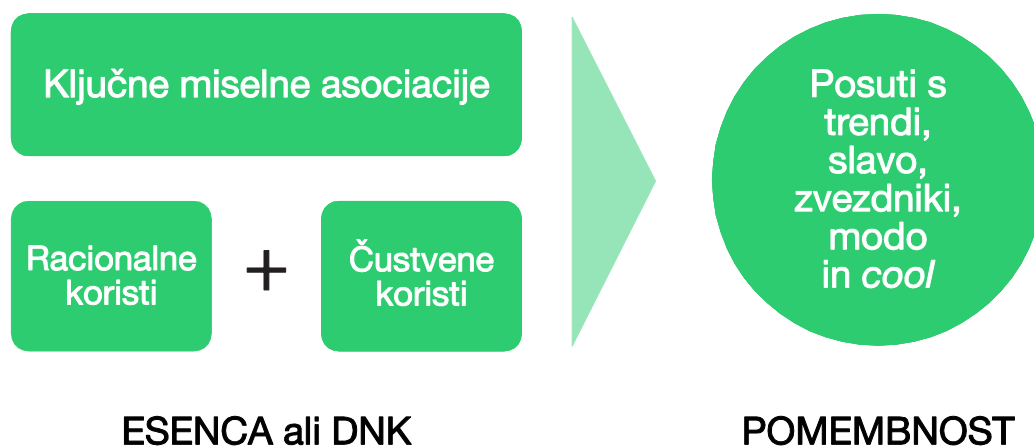 Ključne miselne asociacije
Racionalne
koristi
+
Čustvene
koristi
ESENCA ali DNK
Posuti s
trendi,
slavo,
zvezdniki,
modo
in cool
POMEMBNOST